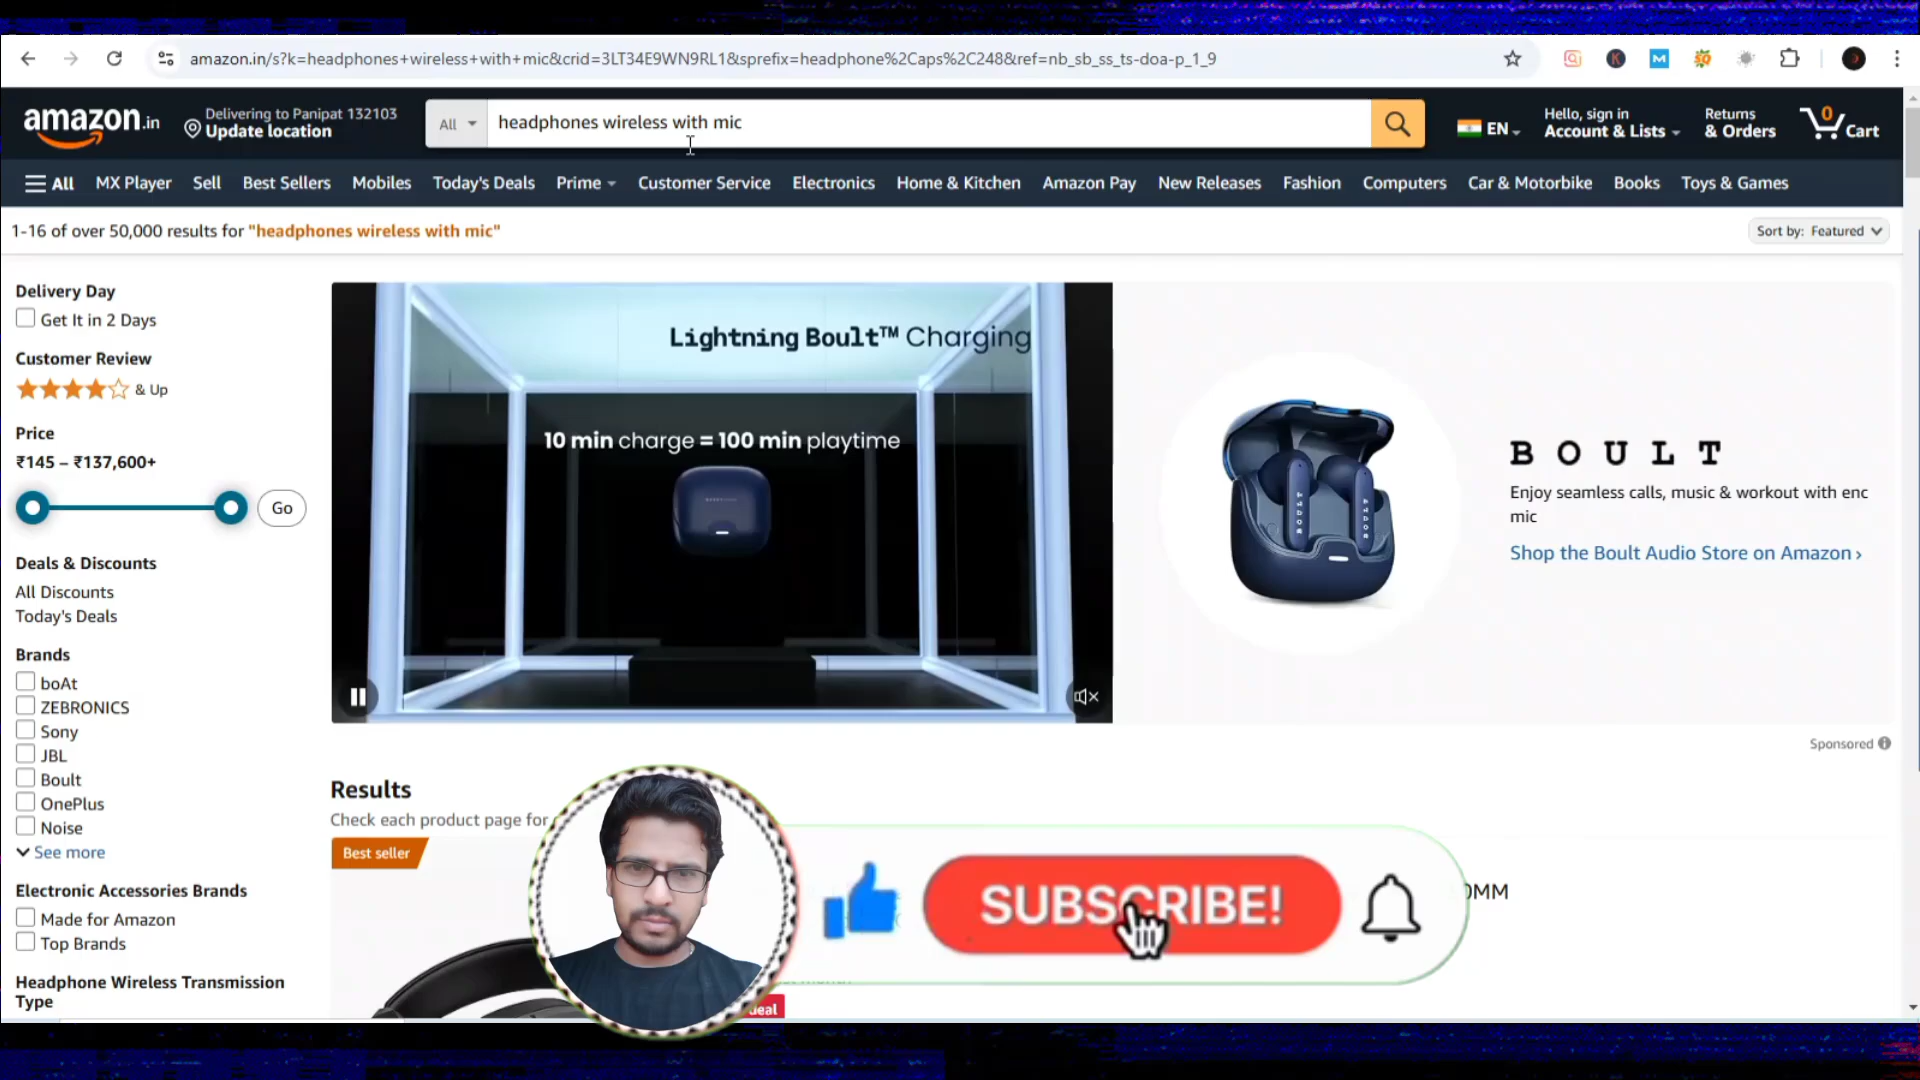 amazon.in/s?k=headphones+wireless+with+mic&crid=3LT34E9WN9RL1&sprefix=headphone%2Caps%2C248&ref=nb_sb_ss_ts-doa-p_1_9
amazon.in
Delivering to Panipat 132103
Update location
All
headphones wireless with mic
EN
Hello, sign in
Account & Lists
Returns
& Orders
0
Cart
All
MX Player
Sell
Best Sellers
Mobiles
Today's Deals
Prime
Customer Service
Electronics
Home & Kitchen
Amazon Pay
New Releases
Fashion
Computers
Car & Motorbike
Books
Toys & Games
1-16 of over 50,000 results for "headphones wireless with mic"
Sort by: Featured
Delivery Day
Get It in 2 Days
Customer Review
& Up
Price
₹145 – ₹137,600+
Go
Deals & Discounts
All Discounts
Today's Deals
Brands
boAt
ZEBRONICS
Sony
JBL
Boult
OnePlus
Noise
See more
Electronic Accessories Brands
Made for Amazon
Top Brands
Headphone Wireless Transmission
Type
Lightning Boult™ Charging
10 min charge = 100 min playtime
BOULT
BOULT
BOULT
Enjoy seamless calls, music & workout with enc
mic
Shop the Boult Audio Store on Amazon ›
Sponsored
Results
Check each product page for
Best seller
SUBSCRIBE!
0MM
deal